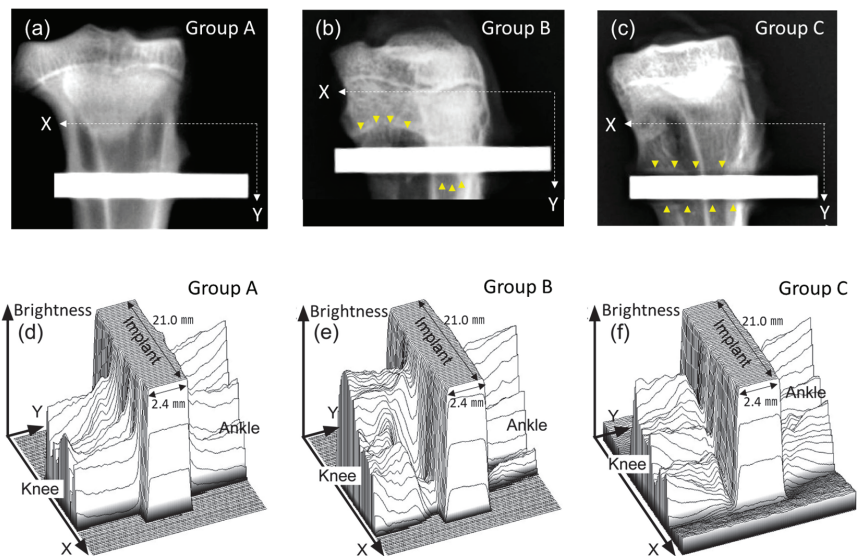 (a)
Group A
X
Y
(b)
Group B
X
Y
(c)
Group C
X
Y
Group A
Brightness
(d)
21.0 mm
Implant
2.4 mm
Y
Ankle
Knee
X
Group B
Brightness
(e)
21.0 mm
Implant
2.4 mm
Y
Ankle
Knee
X
Group C
Brightness
(f)
21.0 mm
Implant
2.4 mm
Ankle
Y
Knee
X